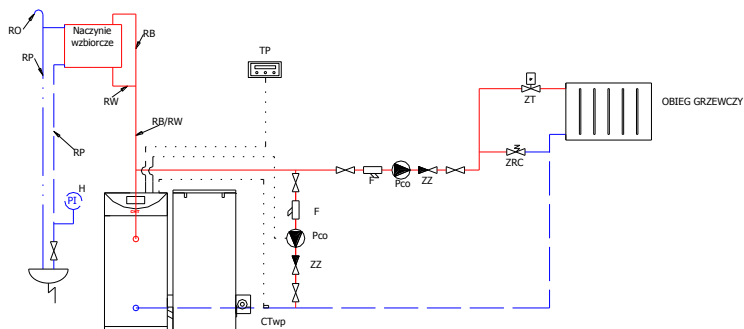 RO
RP
Naczynie
wzbiorcze
RB
TP
RW
ZT
OBIEG GRZEWCZY
RB/RW
RP
ZRC
F
Pco
ZZ
H
PI
F
Pco
ZZ
CTwp